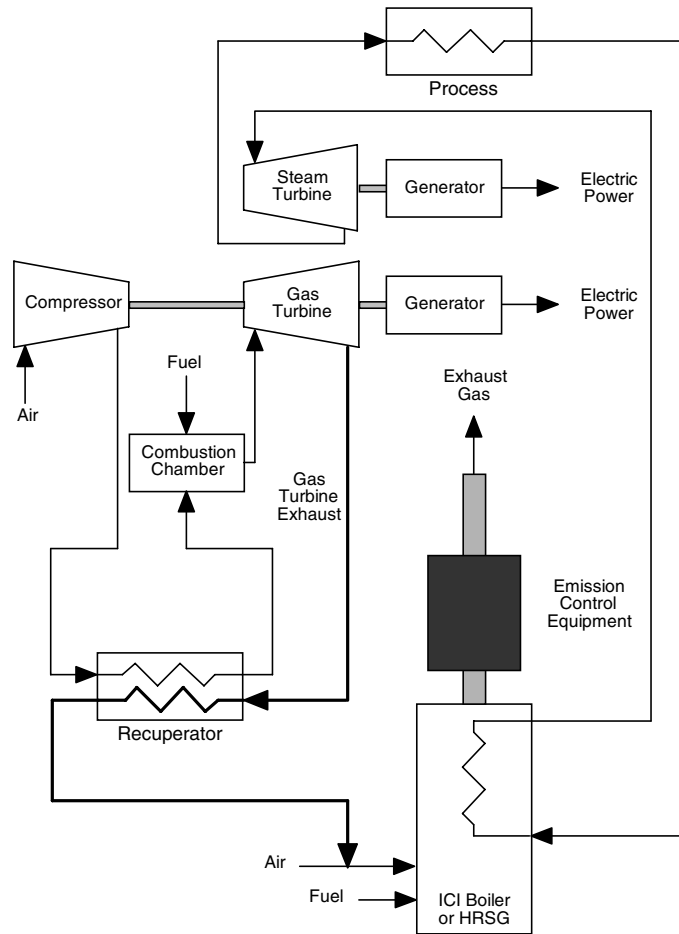 Process
Steam
Turbine
Generator
Electric
Power
Compressor
Gas
Turbine
Generator
Electric
Power
Air
Fuel
Exhaust
Gas
Combustion
Chamber
Gas
Turbine
Exhaust
Emission
Control
Equipment
Recuperator
Air
Fuel
ICI Boiler
or HRSG